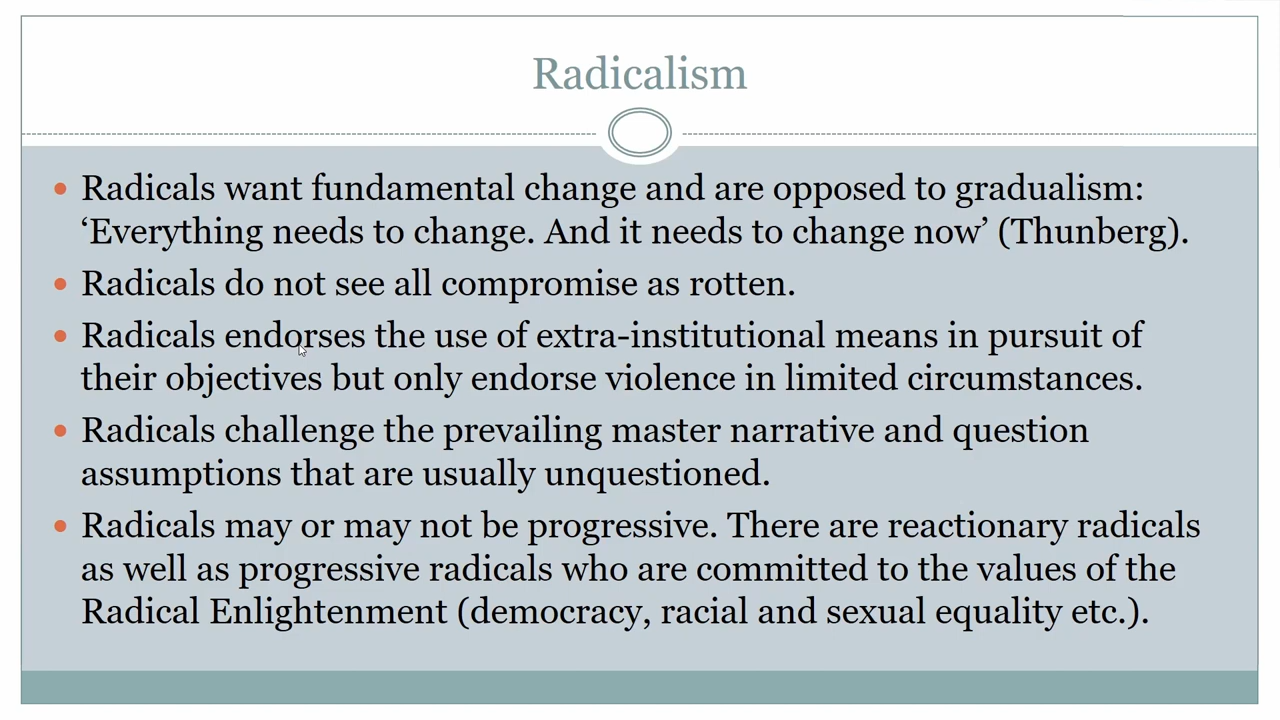 Radicalism
• Radicals want fundamental change and are opposed to gradualism:
‘Everything needs to change. And it needs to change now’ (Thunberg).
• Radicals do not see all compromise as rotten.
• Radicals endorses the use of extra-institutional means in pursuit of
their objectives but only endorse violence in limited circumstances.
• Radicals challenge the prevailing master narrative and question
assumptions that are usually unquestioned.
• Radicals may or may not be progressive. There are reactionary radicals
as well as progressive radicals who are committed to the values of the
Radical Enlightenment (democracy, racial and sexual equality etc.).